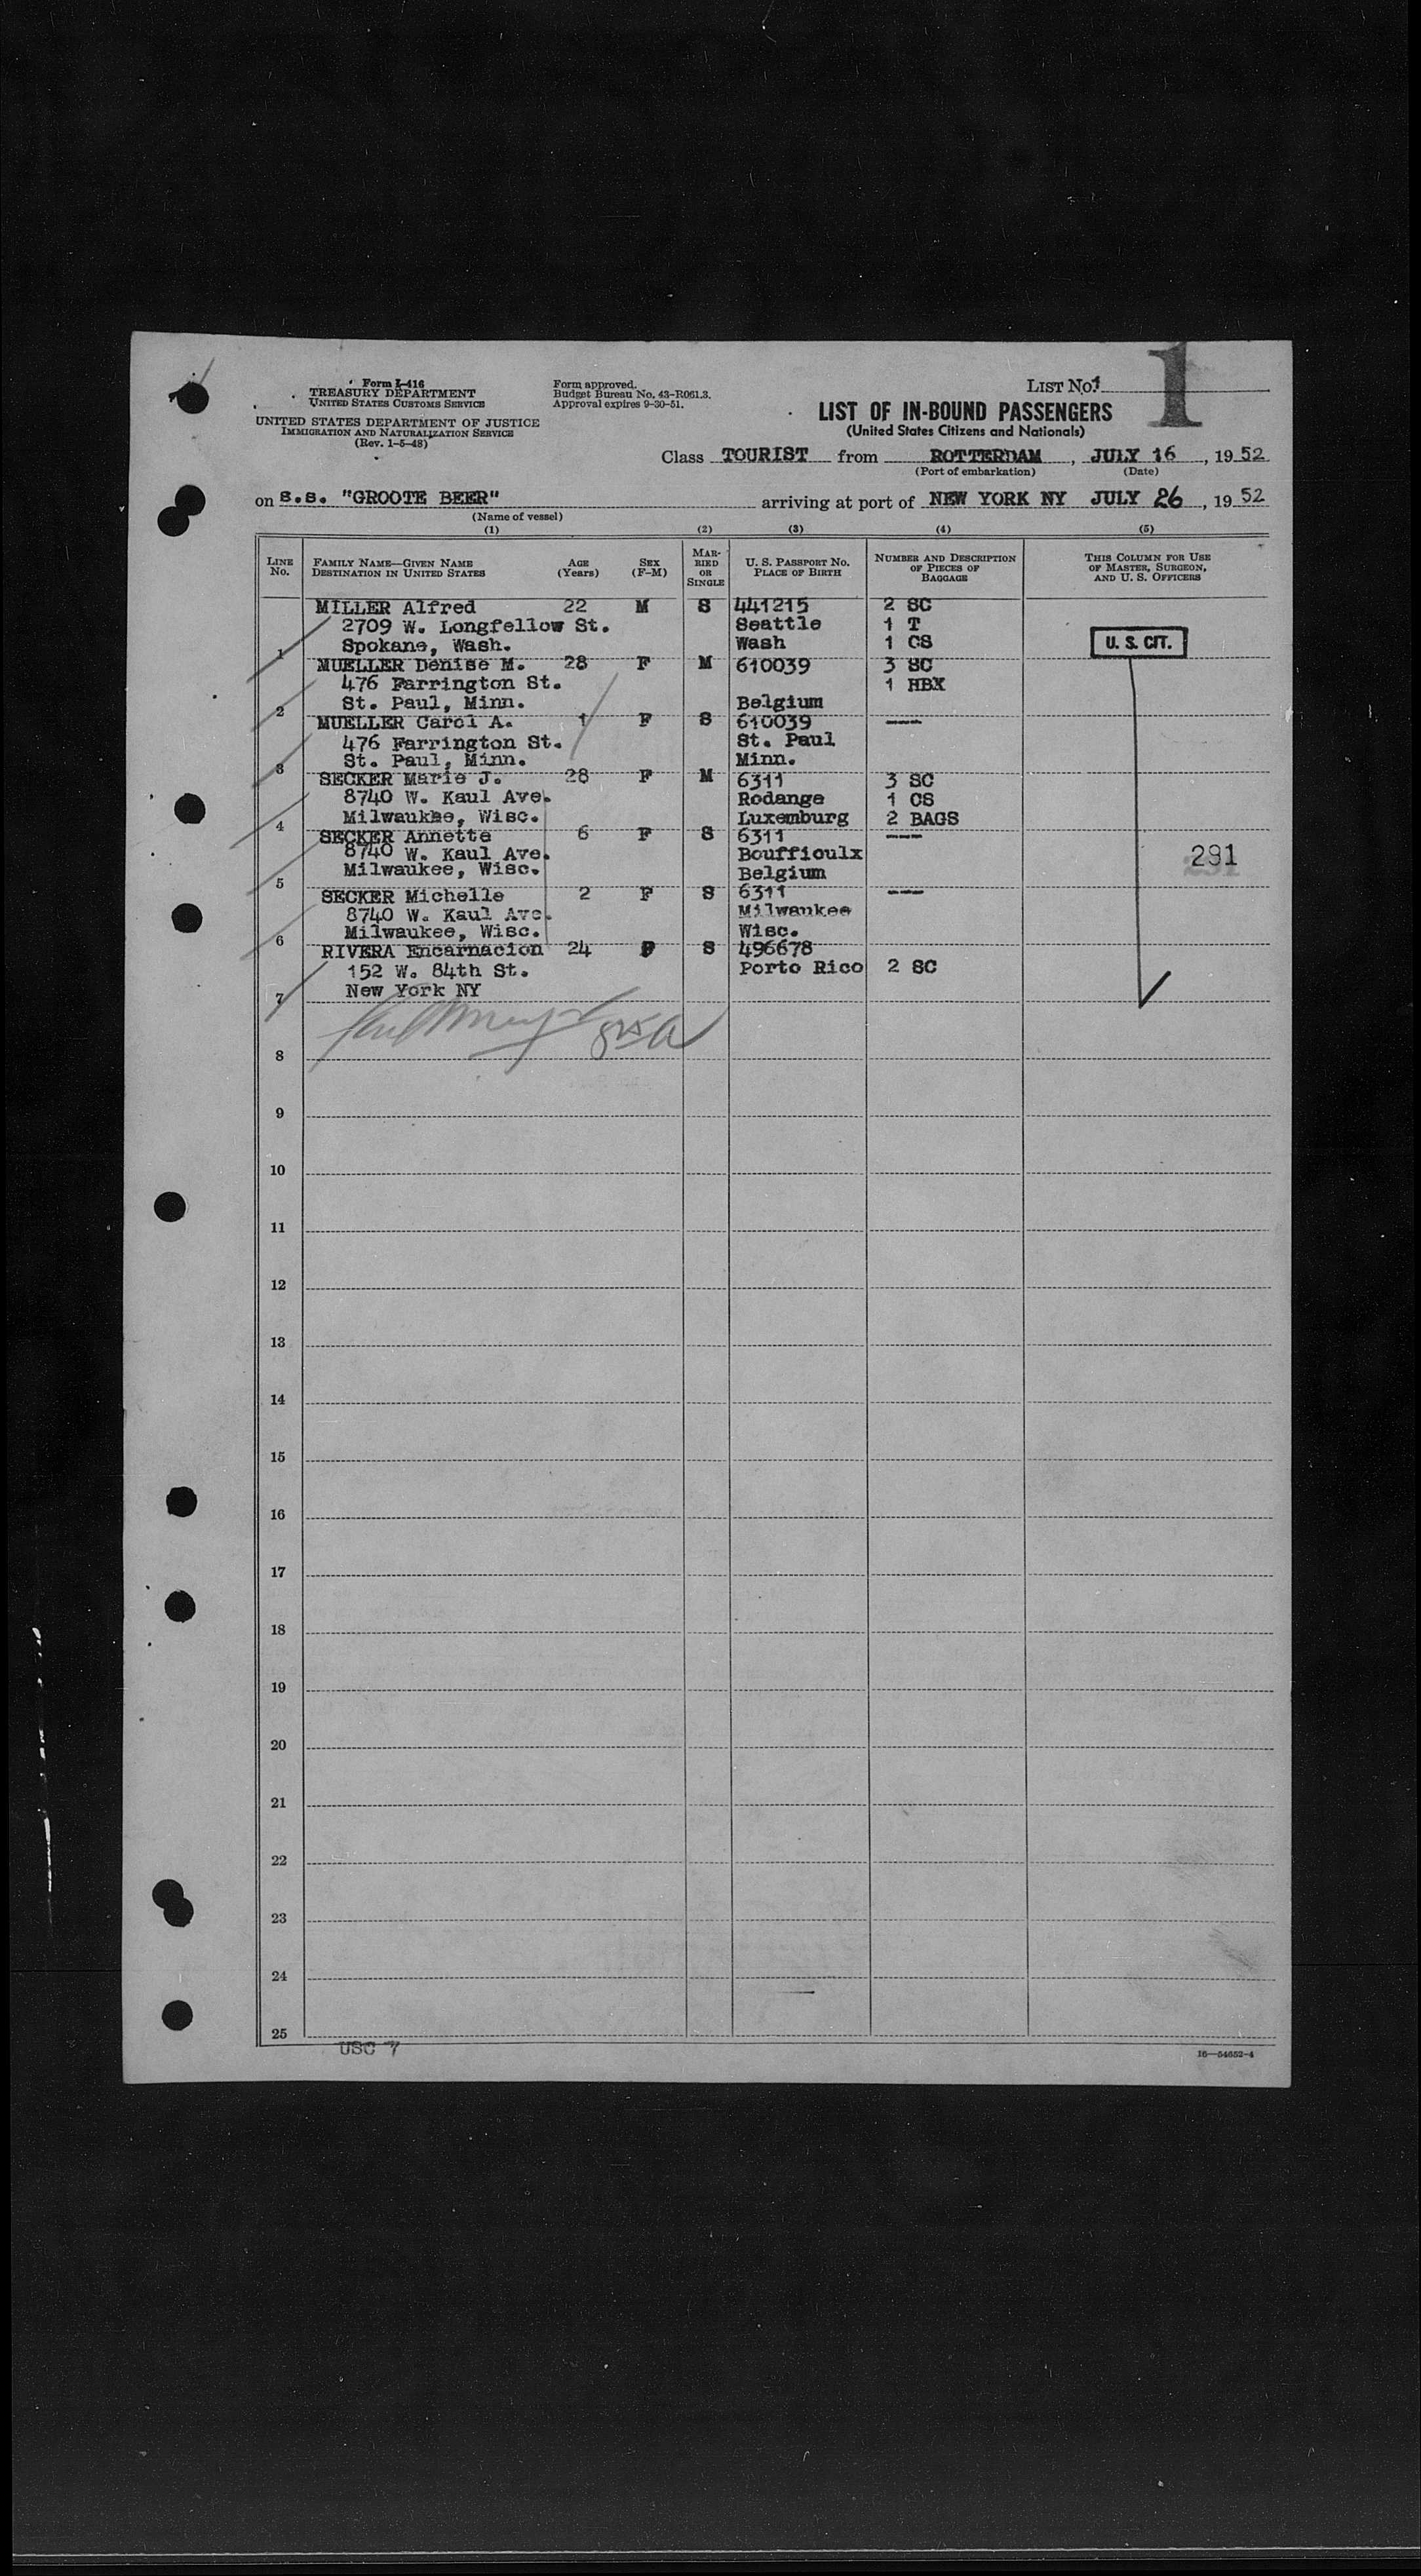 Form I-416
TREASURY DEPARTMENT
UNITED STATES CUSTOMS SERVICE
UNITED STATES DEPARTMENT OF JUSTICE
IMMIGRATION AND NATURALIZATION SERVICE
(Rev. 1-5-48)
Form approved.
Budget Bureau No. 43-R061.3.
Approval expires 9-30-51.
LIST No. 1
1
LIST OF IN-BOUND PASSENGERS
(United States Citizens and Nationals)
Class TOURIST from ROTTERDAM, JULY 16, 1952
(Port of embarkation) (Date)
on s.s. "GROOTE BEER" arriving at port of NEW YORK NY JULY 26, 1952
(Name of vessel)
(1) (2) (3) (4) (5)
LINE No. FAMILY NAME—GIVEN NAME DESTINATION IN UNITED STATES AGE (Years) SEX (F-M) MARRIED OR SINGLE U. S. PASSPORT No. PLACE OF BIRTH NUMBER AND DESCRIPTION OF PIECES OF BAGGAGE THIS COLUMN FOR USE OF MASTER, SURGEON, AND U. S. OFFICERS
MILLER Alfred 22 M S 441215 2 SC
2709 W. Longfellow St. Seattle 1 T
1 Spokane, Wash. Wash 1 CS U. S. CIT.
MUELLER Denise M. 28 F M 610039 3 SC
476 Farrington St. 1 HBX
2 St. Paul, Minn. Belgium
MUELLER Carol A. 1 F S 610039 ---
476 Farrington St. St. Paul
3 St. Paul, Minn. Minn.
SECKER Marie J. 28 F M 6311 3 SC
8740 W. Kaul Ave. Rodange 1 CS
4 Milwaukee, Wisc. Luxemburg 2 BAGS
SECKER Annette 6 F S 6311 ---
8740 W. Kaul Ave. Bouffioulx 291
5 Milwaukee, Wisc. Belgium
SECKER Michelle 2 F S 6311 ---
8740 W. Kaul Ave. Milwaukee
6 Milwaukee, Wisc. Wisc.
RIVERA Encarnacion 24 F S 496678
152 W. 84th St. Porto Rico 2 SC
7 New York NY
8
9
10
11
12
13
14
15
16
17
18
19
20
21
22
23
24
25
USC 7
16—54652-4